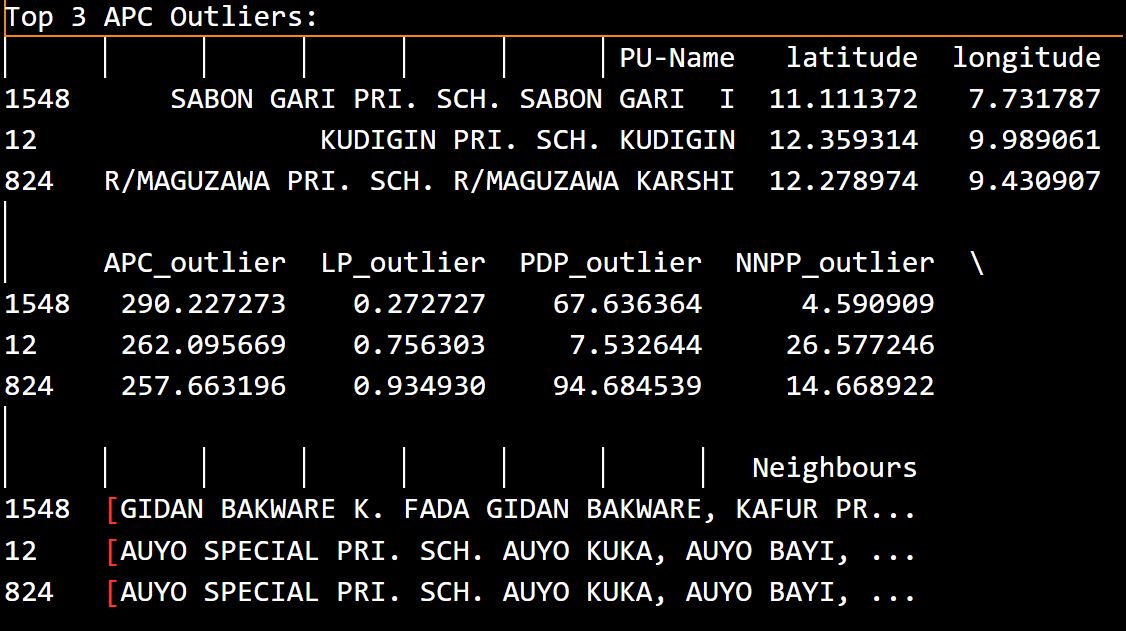 Top 3 APC Outliers:
PU-Name latitude longitude
1548 SABON GARI PRI. SCH. SABON GARI I 11.111372 7.731787
12 KUDIGIN PRI. SCH. KUDIGIN 12.359314 9.989061
824 R/MAGUZAWA PRI. SCH. R/MAGUZAWA KARSHI 12.278974 9.430907
APC_outlier LP_outlier PDP_outlier NNPP_outlier \
1548 290.227273 0.272727 67.636364 4.590909
12 262.095669 0.756303 7.532644 26.577246
824 257.663196 0.934930 94.684539 14.668922
Neighbours
1548 [GIDAN BAKWARE K. FADA GIDAN BAKWARE, KAFUR PR...
12 [AUYO SPECIAL PRI. SCH. AUYO KUKA, AUYO BAYI, ...
824 [AUYO SPECIAL PRI. SCH. AUYO KUKA, AUYO BAYI, ...